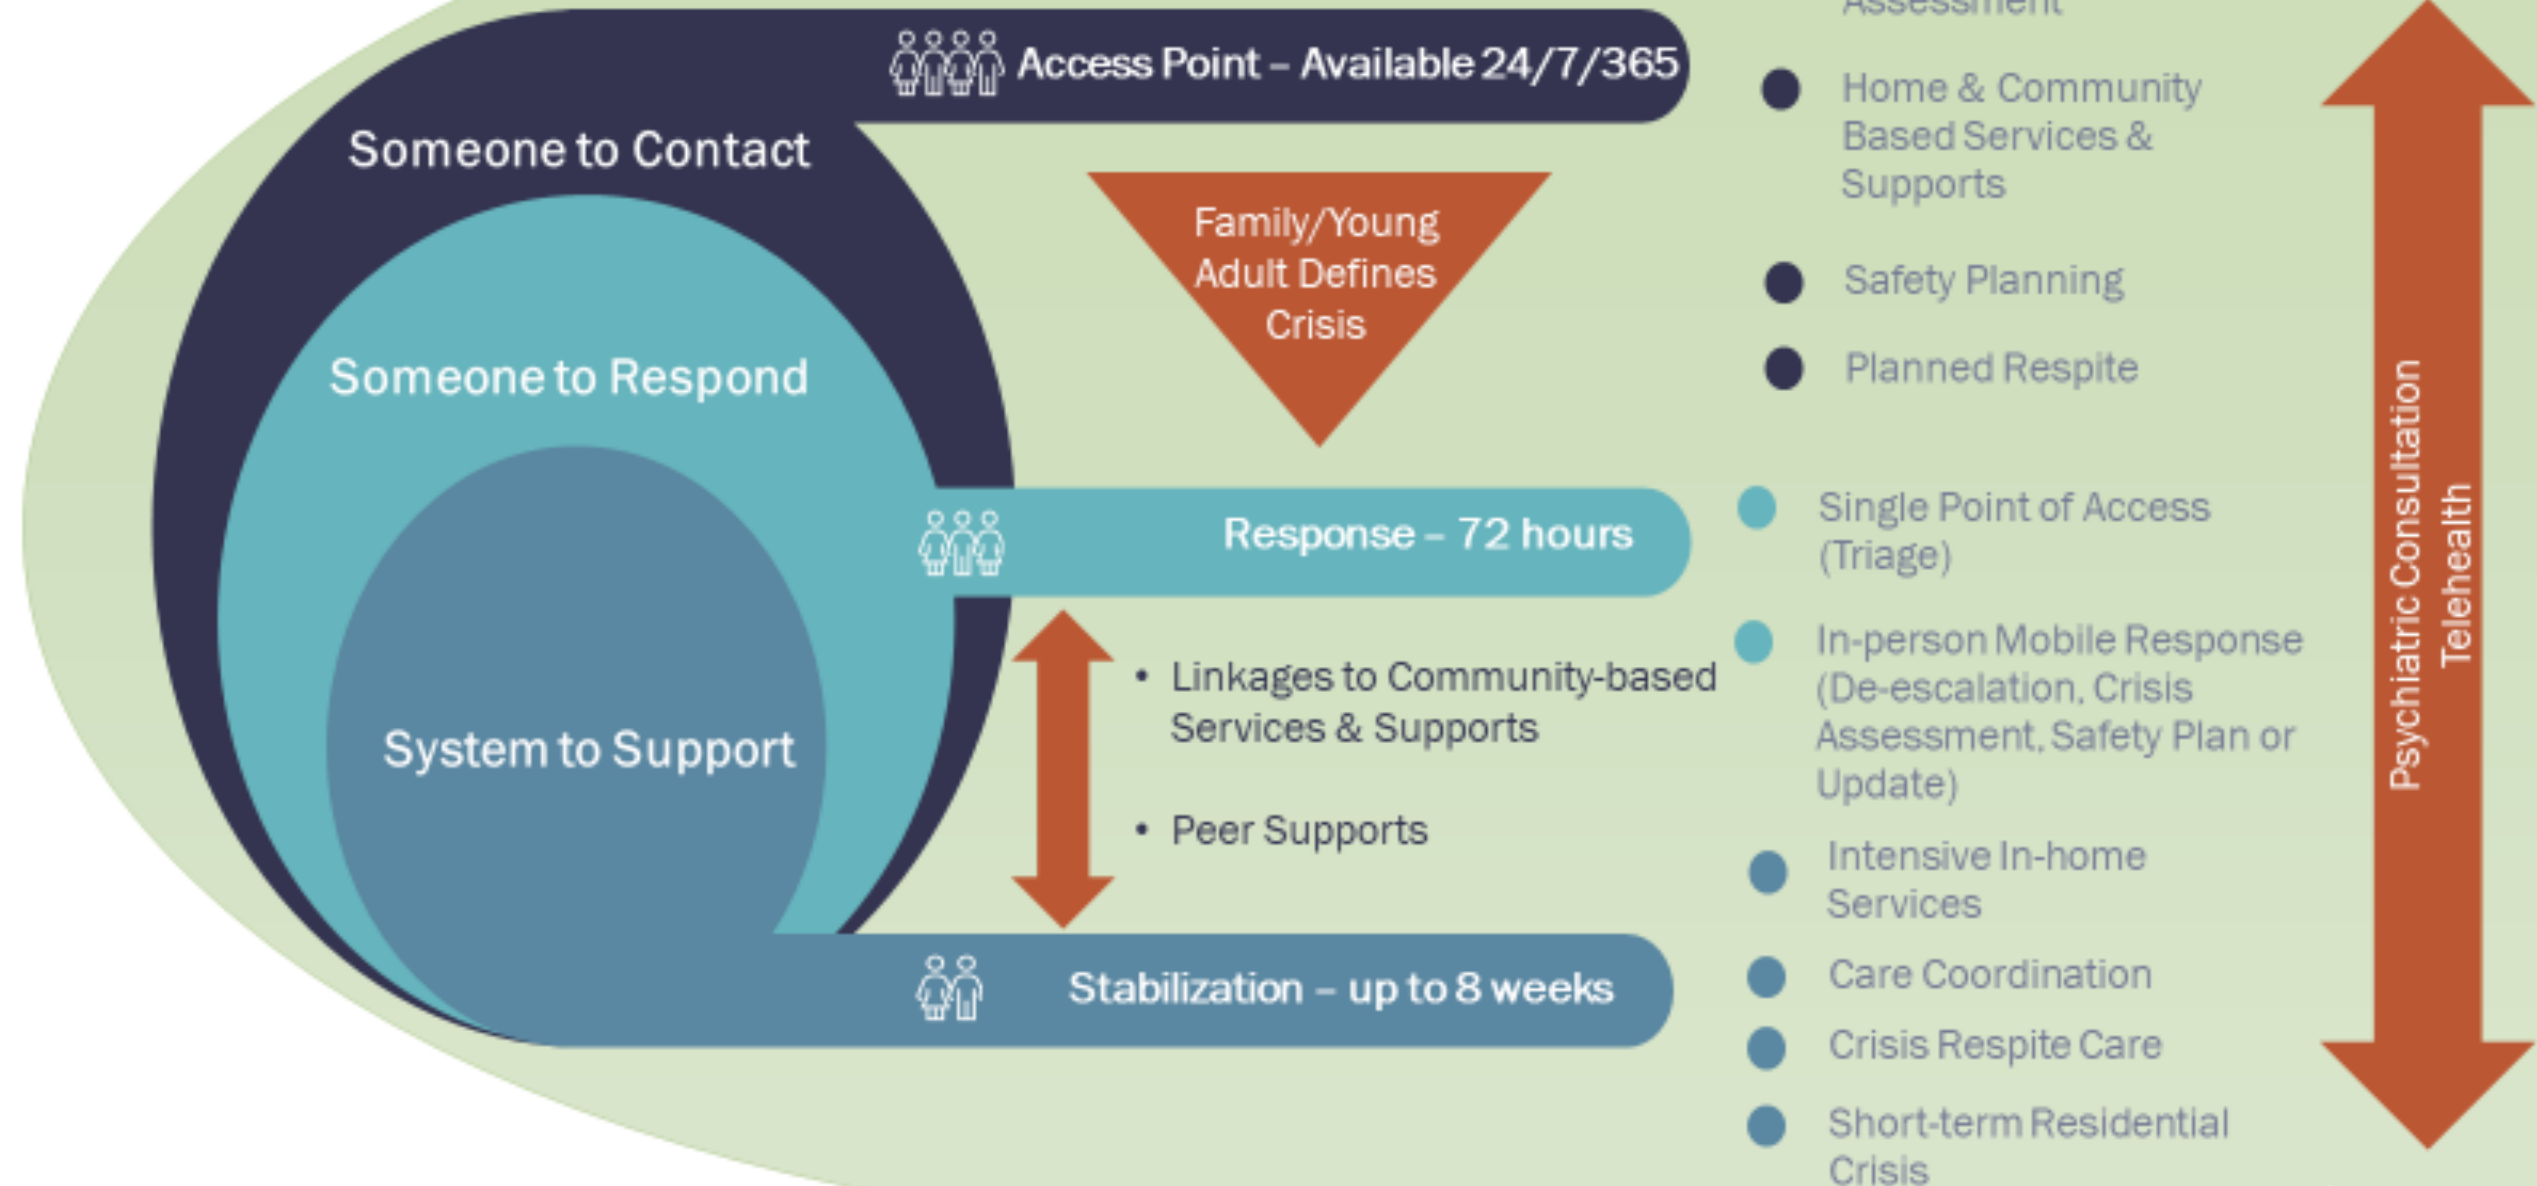 Assessment
Access Point – Available 24/7/365
Someone to Contact
Home & Community
Based Services &
Supports
Family/Young
Adult Defines
Crisis
Safety Planning
Planned Respite
Someone to Respond
Response – 72 hours
Single Point of Access
(Triage)
In-person Mobile Response
(De-escalation, Crisis
Assessment, Safety Plan or
Update)
• Linkages to Community-based
Services & Supports
• Peer Supports
System to Support
Intensive In-home
Services
Care Coordination
Stabilization – up to 8 weeks
Crisis Respite Care
Short-term Residential
Crisis
Psychiatric Consultation
Telehealth